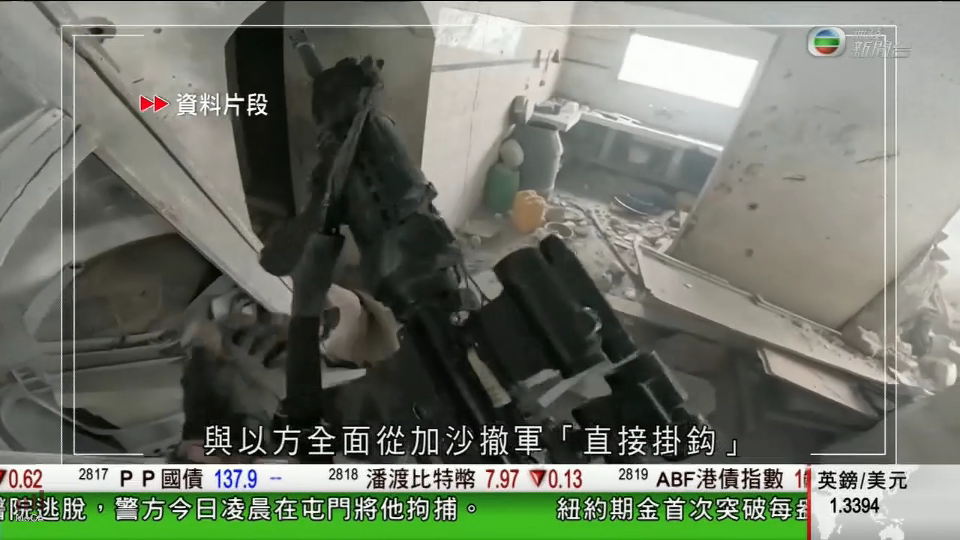 新聞台
▶▶ 資料片段
與以方全面從加沙撤軍「直接掛鈎」
▼0.62 2817 PP國債 137.9 -- 2818 潘渡比特幣 7.97 ▼0.13 2819 ABF港債指數
英鎊/美元
1.3394
逃脫，警方今日凌晨在屯門將他拘捕。 紐約期金首次突破每盎